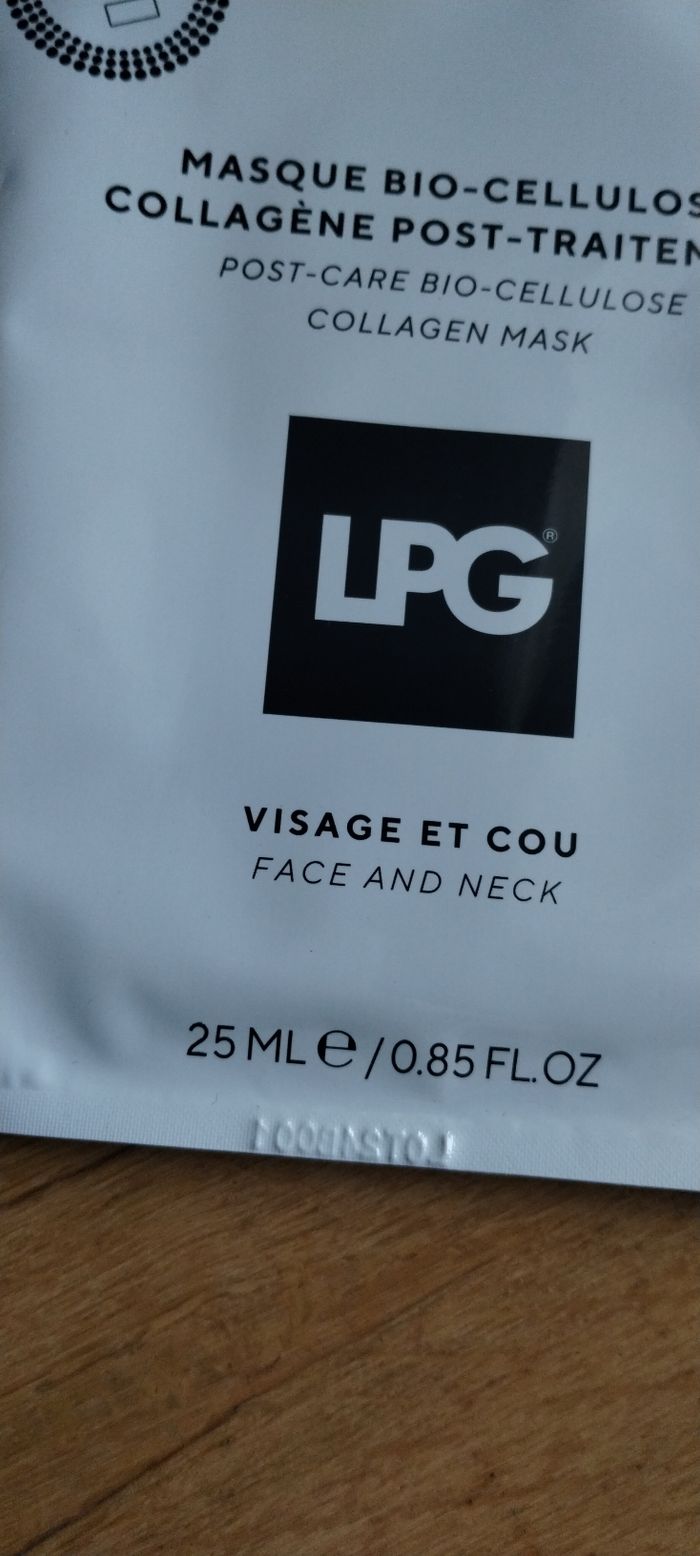 MASQUE BIO-CELLULOS
COLLAGÈNE POST-TRAITEM
POST-CARE BIO-CELLULOSE
COLLAGEN MASK
LPG®
VISAGE ET COU
FACE AND NECK
25 ML ℮ / 0.85 FL.OZ